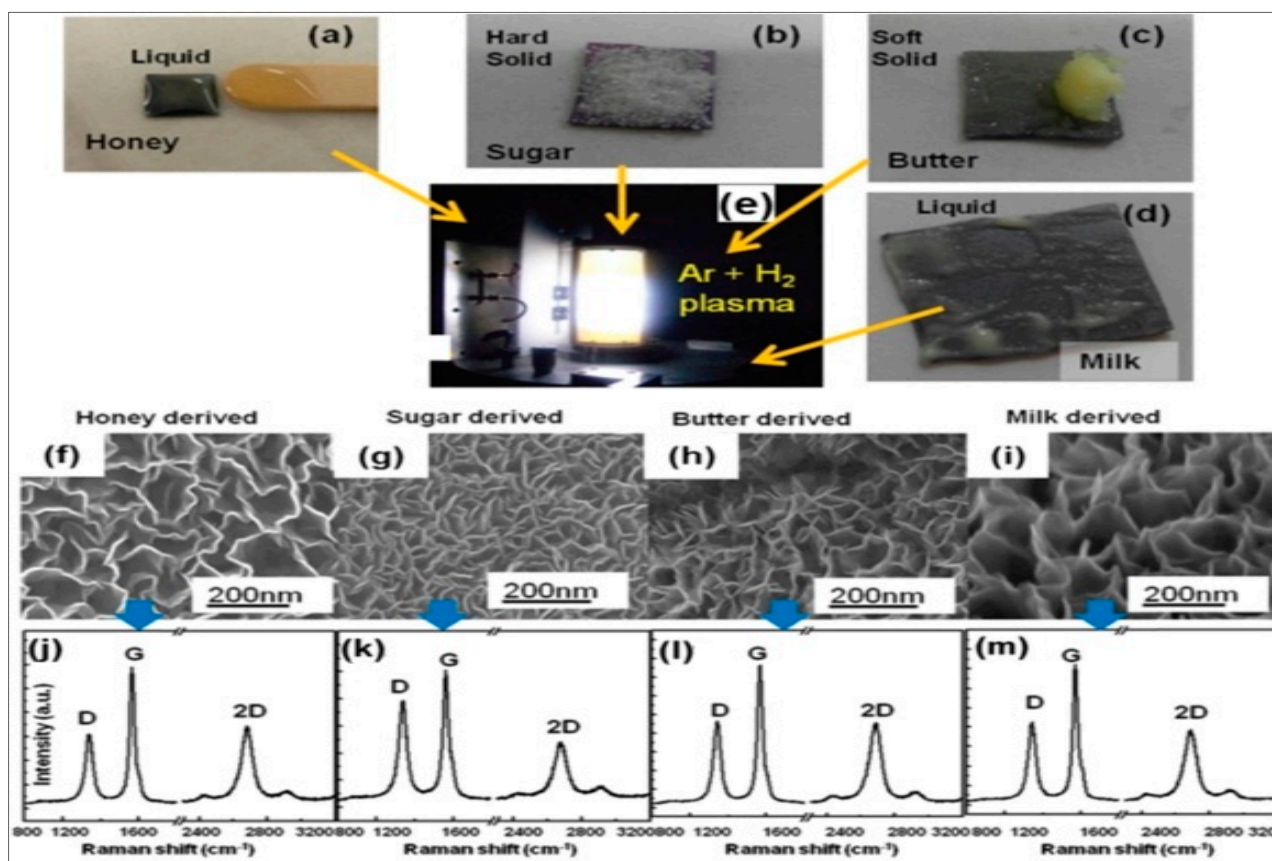 (a)
Liquid
Honey
(b)
Hard
Solid
Sugar
(c)
Soft
Solid
Butter
(e)
Ar + H₂
plasma
Liquid
(d)
Milk
Honey derived
Sugar derived
Butter derived
Milk derived
(f)
(g)
(h)
(i)
200nm
200nm
200nm
200nm
(j)
G
D
2D
(k)
G
D
2D
(l)
G
D
2D
(m)
G
D
2D
Intensity (a.u.)
800 1200 1600 2400 2800 3200
800 1200 1600 2400 2800 3200
800 1200 1600 2400 2800 3200
800 1200 1600 2400 2800 3200
Raman shift (cm⁻¹)
Raman shift (cm⁻¹)
Raman shift (cm⁻¹)
Raman shift (cm⁻¹)